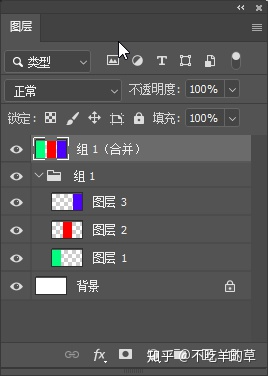 图层
类型
正常 不透明度: 100%
锁定: 填充: 100%
组 1（合并）
组 1
图层 3
图层 2
图层 1
背景
fx
知乎 @不吃羊的草